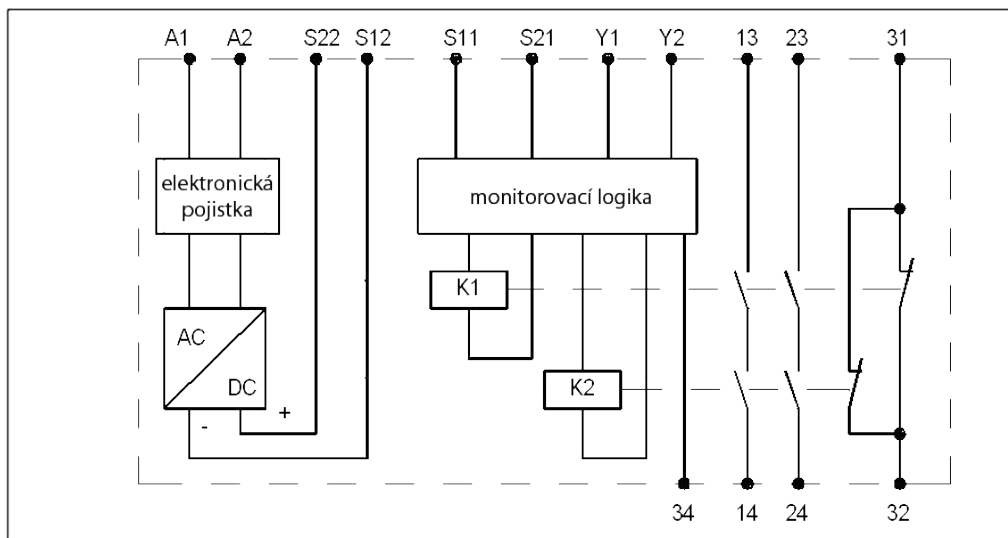 A1 A2 S22 S12 S11 S21 Y1 Y2 13 23 31
elektronická
pojistka
monitorovací logika
K1
AC
DC
K2
+
-
34 14 24 32